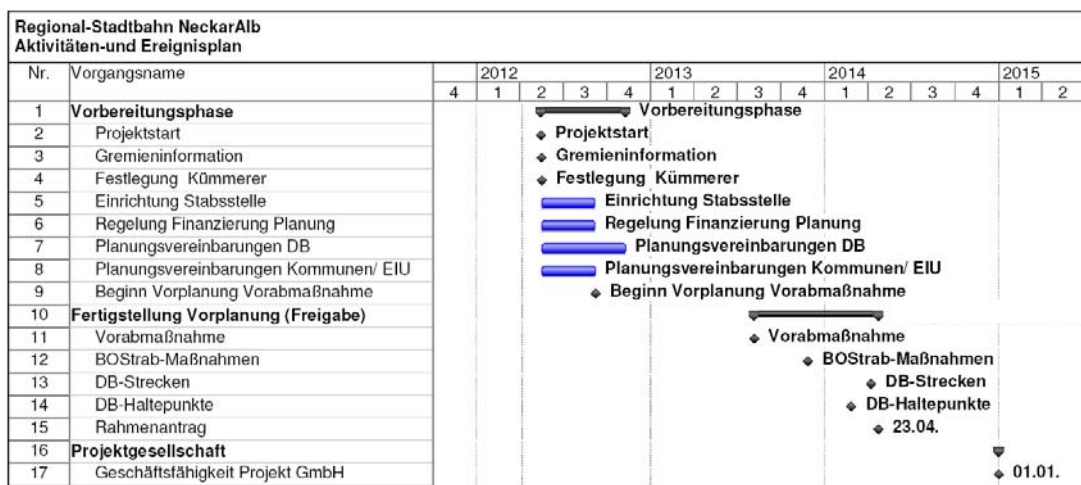 Regional-Stadtbahn NeckarAlb
Aktivitäten-und Ereignisplan
Nr. Vorgangsname 2012 2013 2014 2015
4 1 2 3 4 1 2 3 4 1 2 3 4 1 2
1 Vorbereitungsphase Vorbereitungsphase
2 Projektstart Projektstart
3 Gremieninformation Gremieninformation
4 Festlegung Kümmerer Festlegung Kümmerer
5 Einrichtung Stabsstelle Einrichtung Stabsstelle
6 Regelung Finanzierung Planung Regelung Finanzierung Planung
7 Planungsvereinbarungen DB Planungsvereinbarungen DB
8 Planungsvereinbarungen Kommunen/ EIU Planungsvereinbarungen Kommunen/ EIU
9 Beginn Vorplanung Vorabmaßnahme Beginn Vorplanung Vorabmaßnahme
10 Fertigstellung Vorplanung (Freigabe)
11 Vorabmaßnahme Vorabmaßnahme
12 BOStrab-Maßnahmen BOStrab-Maßnahmen
13 DB-Strecken DB-Strecken
14 DB-Haltepunkte DB-Haltepunkte
15 Rahmenantrag 23.04.
16 Projektgesellschaft
17 Geschäftsfähigkeit Projekt GmbH 01.01.